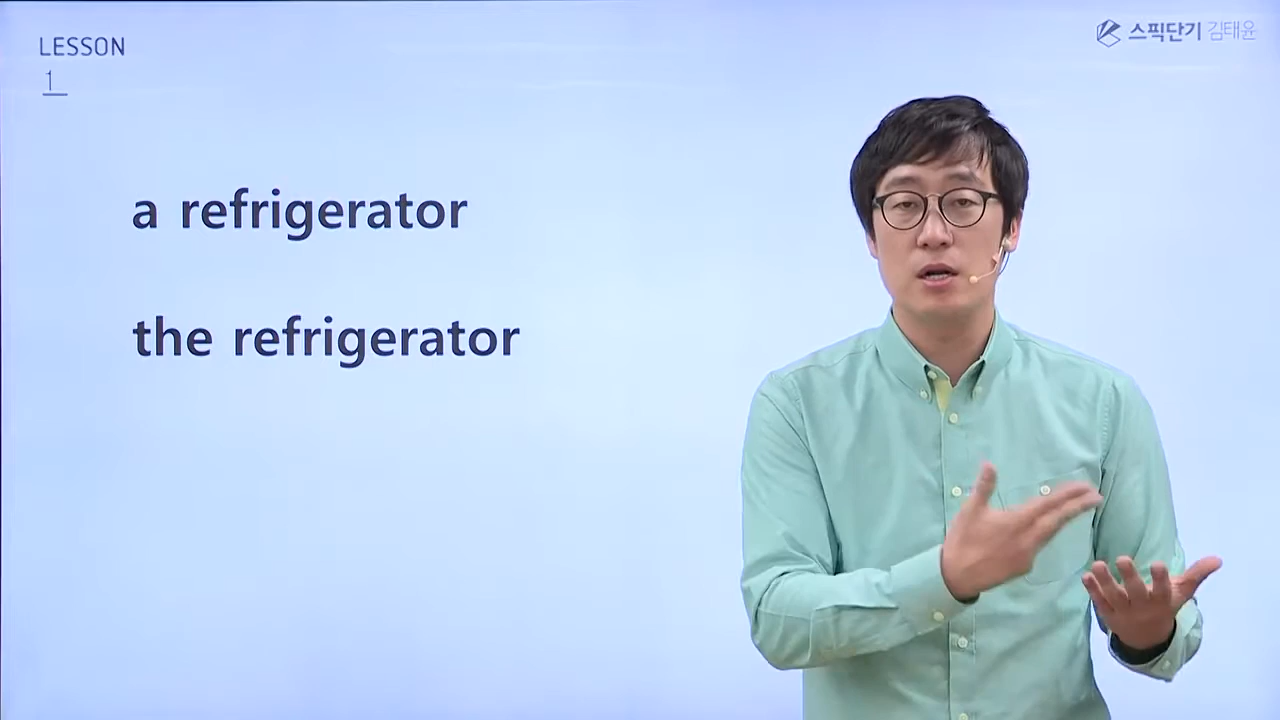 LESSON
1
스픽단기 김태윤
a refrigerator
the refrigerator